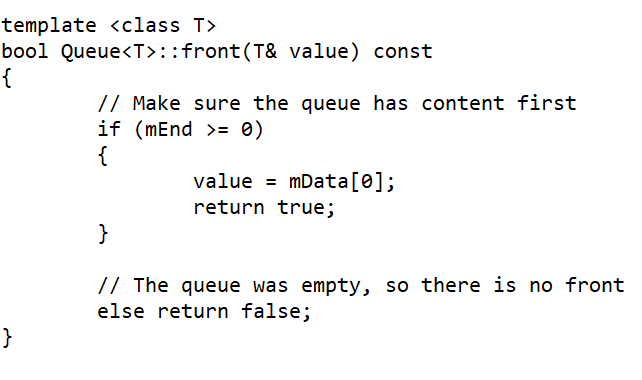 template <class T>
bool Queue<T>::front(T& value) const
{
        // Make sure the queue has content first
        if (mEnd >= 0)
        {
                value = mData[0];
                return true;
        }

        // The queue was empty, so there is no front
        else return false;
}